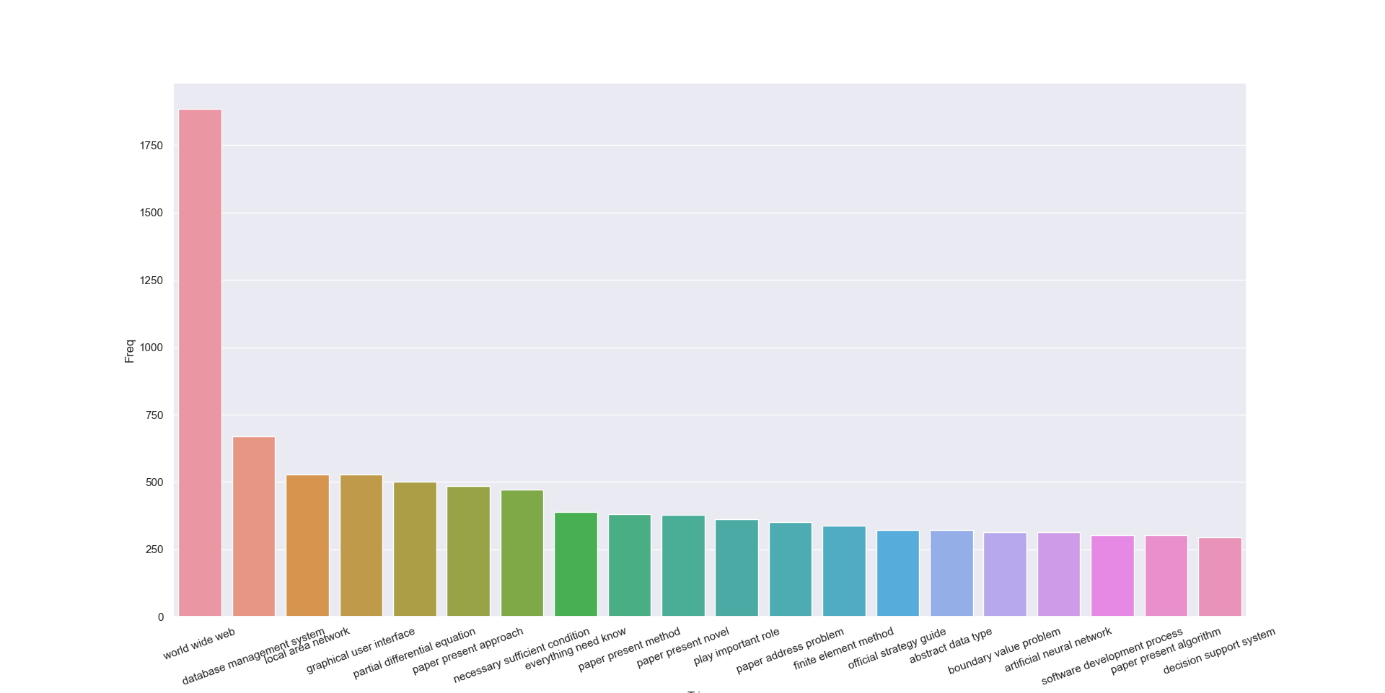 1750
1500
1250
1000
750
500
250
0
Freq
world wide web
database management system
local area network
graphical user interface
partial differential equation
paper present approach
necessary sufficient condition
everything need know
paper present method
paper present novel
play important role
paper address problem
finite element method
official strategy guide
abstract data type
boundary value problem
artificial neural network
software development process
paper present algorithm
decision support system